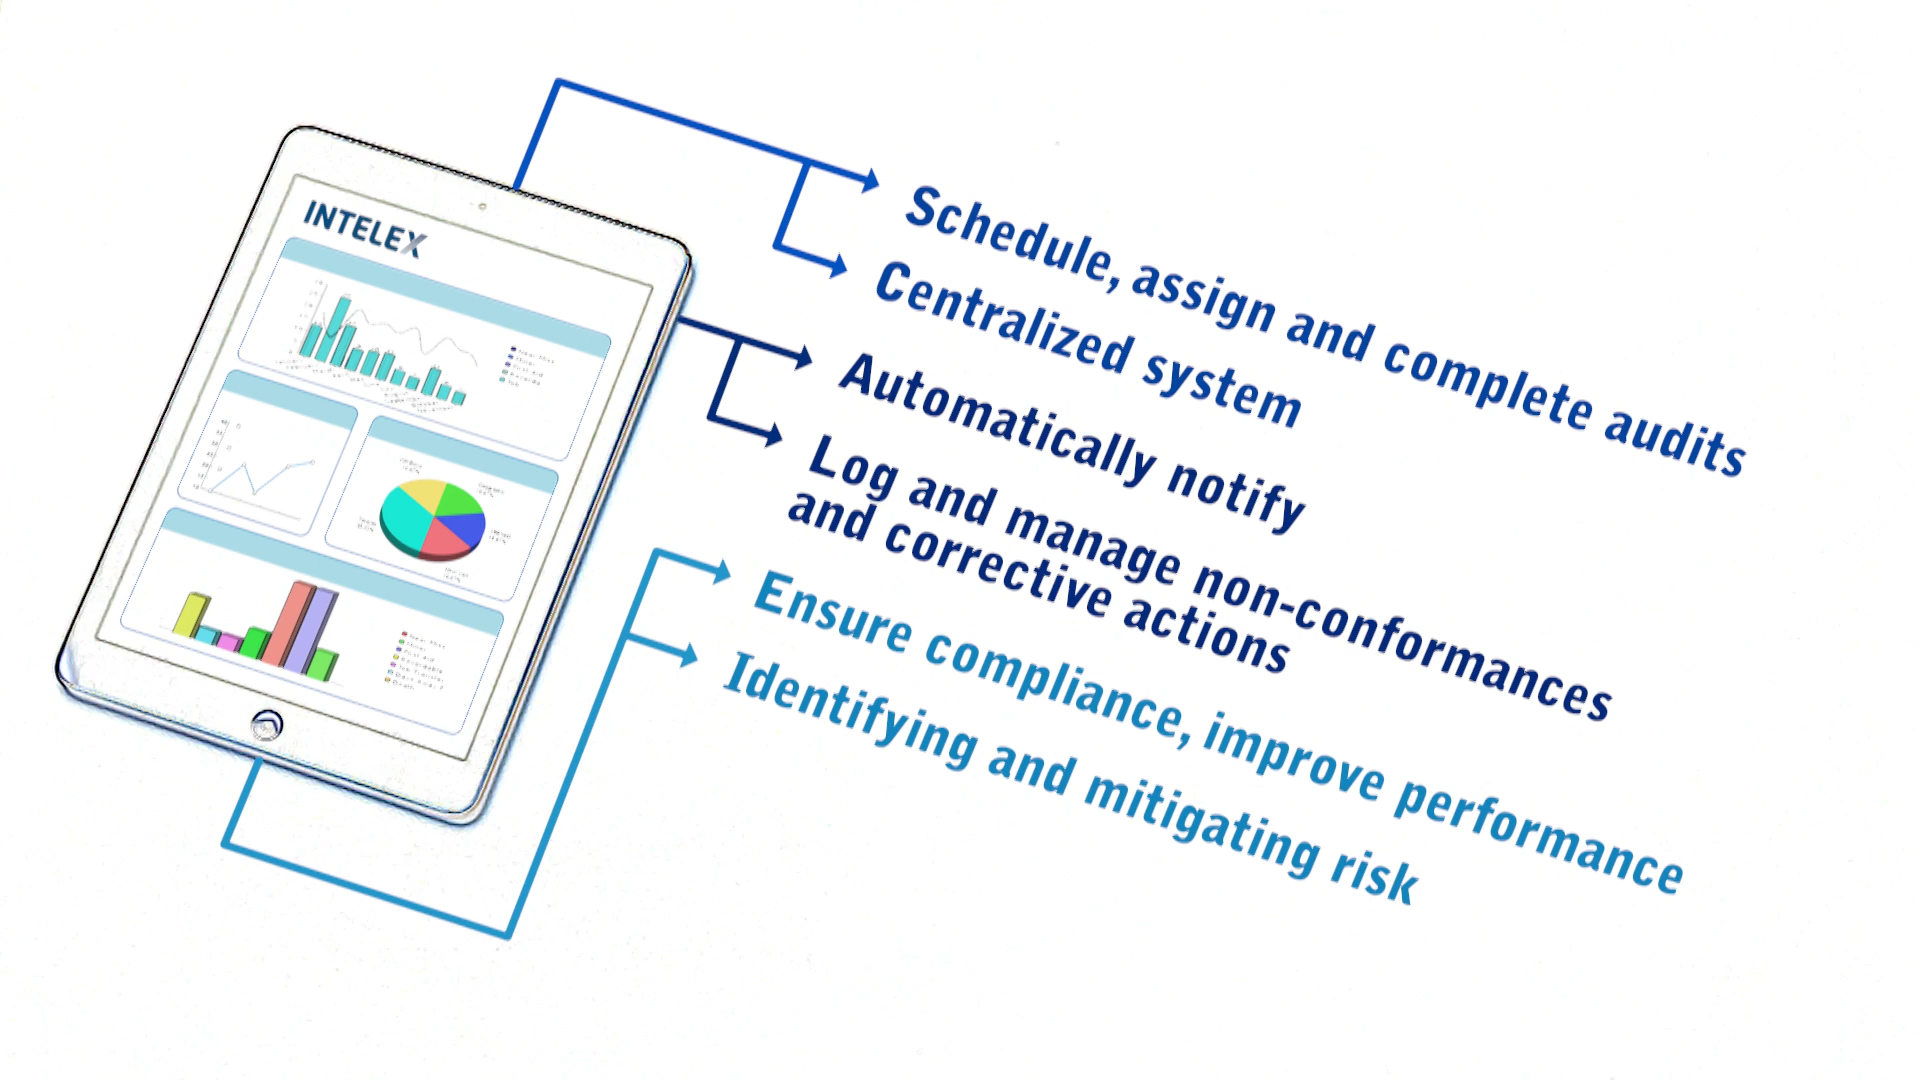 INTELEX
Schedule, assign and complete audits
Centralized system
Automatically notify
Log and manage non-conformances
and corrective actions
Ensure compliance, improve performance
Identifying and mitigating risk